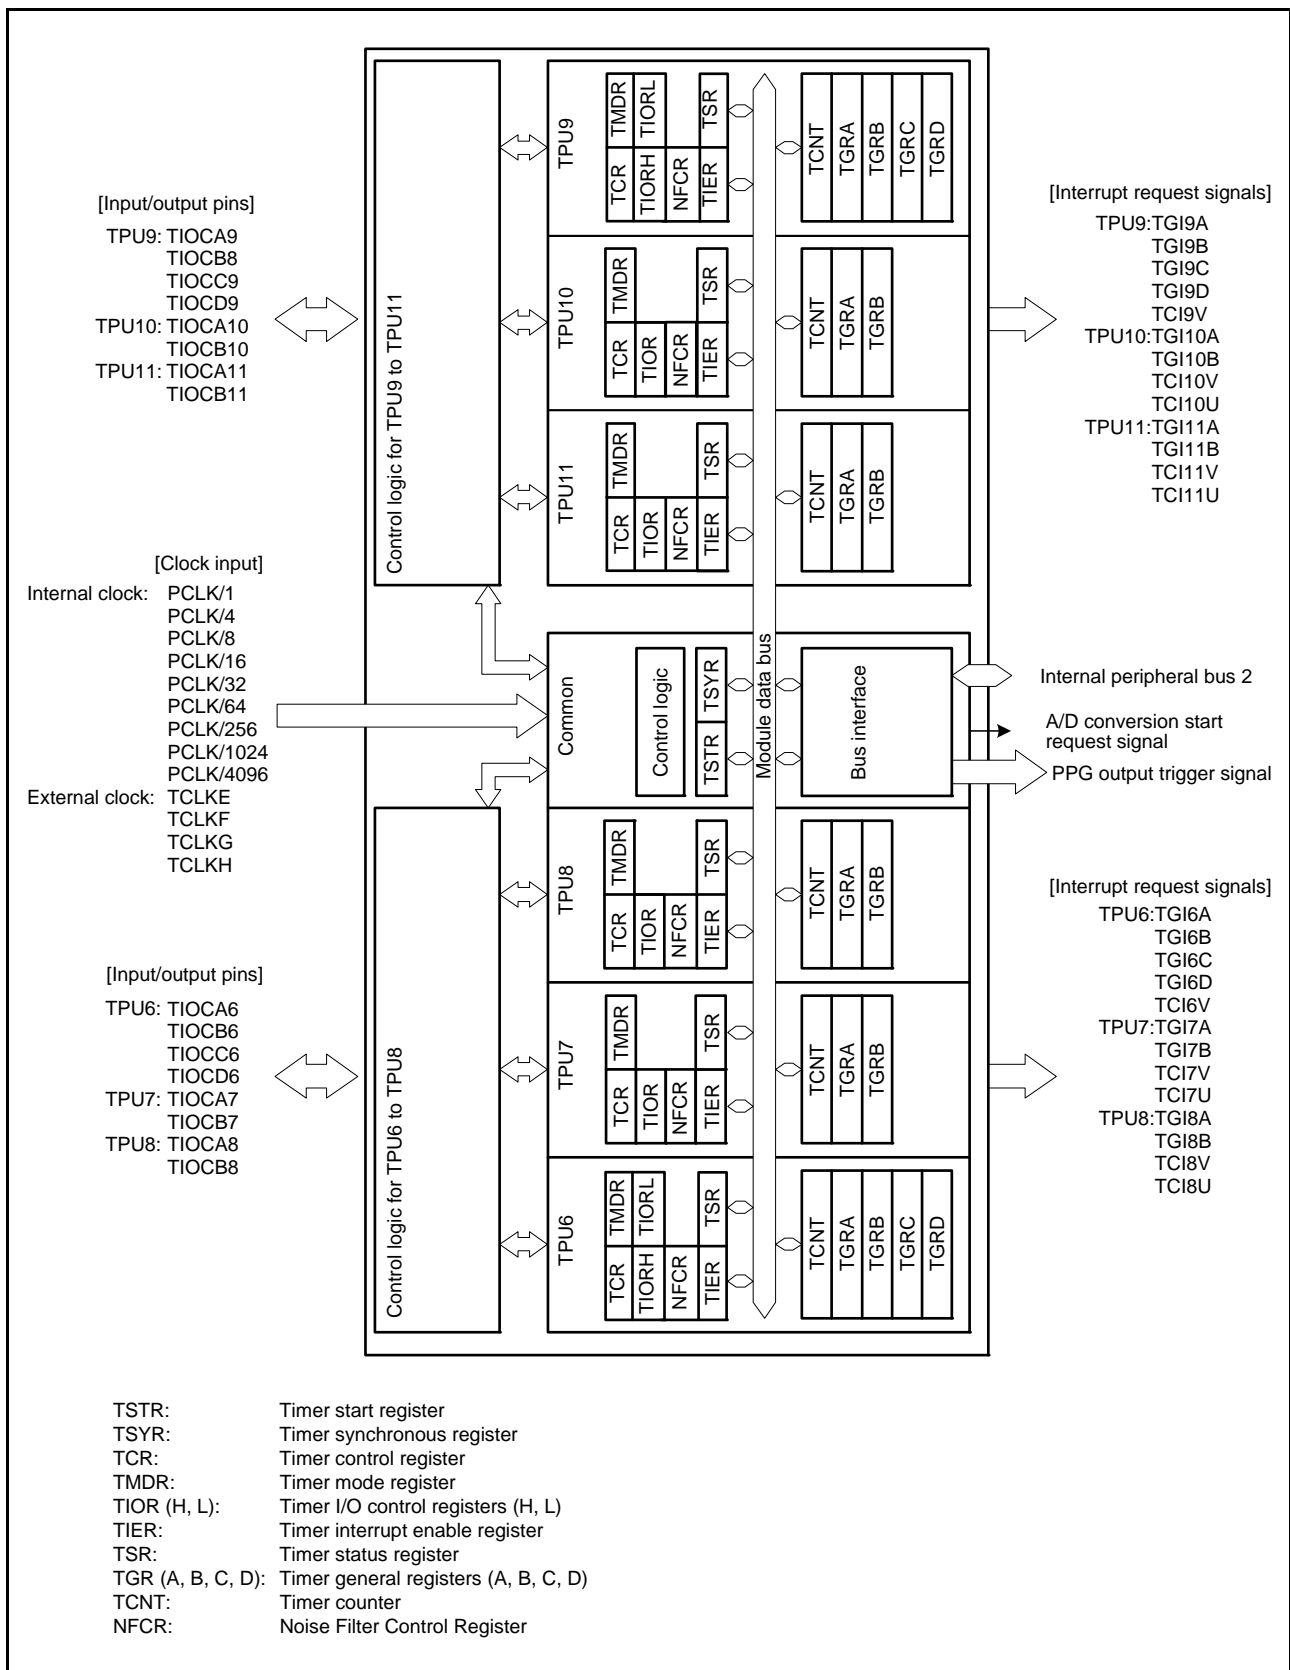 [Input/output pins]
TPU9: TIOCA9
TIOCB8
TIOCC9
TIOCD9
TPU10: TIOCA10
TIOCB10
TPU11: TIOCA11
TIOCB11
[Clock input]
Internal clock: PCLK/1
PCLK/4
PCLK/8
PCLK/16
PCLK/32
PCLK/64
PCLK/256
PCLK/1024
PCLK/4096
External clock: TCLKE
TCLKF
TCLKG
TCLKH
[Input/output pins]
TPU6: TIOCA6
TIOCB6
TIOCC6
TIOCD6
TPU7: TIOCA7
TIOCB7
TPU8: TIOCA8
TIOCB8
Control logic for TPU9 to TPU11
Control logic for TPU6 to TPU8
TPU9
TMDR
TIORL
TSR
TCR
TIORH
NFCR
TIER
TCNT
TGRA
TGRB
TGRC
TGRD
TPU10
TMDR
TSR
TCR
TIOR
NFCR
TIER
TCNT
TGRA
TGRB
TPU11
TMDR
TSR
TCR
TIOR
NFCR
TIER
TCNT
TGRA
TGRB
Common
Control logic
TSYR
TSTR
Module data bus
Bus interface
TPU8
TMDR
TSR
TCR
TIOR
NFCR
TIER
TCNT
TGRA
TGRB
TPU7
TMDR
TSR
TCR
TIOR
NFCR
TIER
TCNT
TGRA
TGRB
TPU6
TMDR
TIORL
TSR
TCR
TIORH
NFCR
TIER
TCNT
TGRA
TGRB
TGRC
TGRD
[Interrupt request signals]
TPU9:TGI9A
TGI9B
TGI9C
TGI9D
TCI9V
TPU10:TGI10A
TGI10B
TCI10V
TCI10U
TPU11:TGI11A
TGI11B
TCI11V
TCI11U
Internal peripheral bus 2
A/D conversion start
request signal
PPG output trigger signal
[Interrupt request signals]
TPU6:TGI6A
TGI6B
TGI6C
TGI6D
TCI6V
TPU7:TGI7A
TGI7B
TCI7V
TCI7U
TPU8:TGI8A
TGI8B
TCI8V
TCI8U
TSTR: Timer start register
TSYR: Timer synchronous register
TCR: Timer control register
TMDR: Timer mode register
TIOR (H, L): Timer I/O control registers (H, L)
TIER: Timer interrupt enable register
TSR: Timer status register
TGR (A, B, C, D): Timer general registers (A, B, C, D)
TCNT: Timer counter
NFCR: Noise Filter Control Register